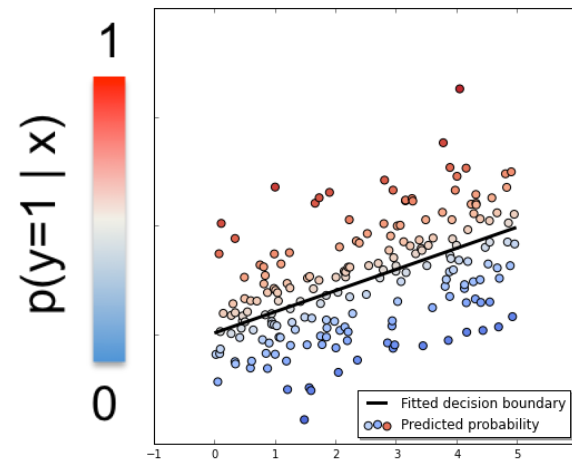 1
p(y=1 | x)
0
Fitted decision boundary
Predicted probability
−1 0 1 2 3 4 5